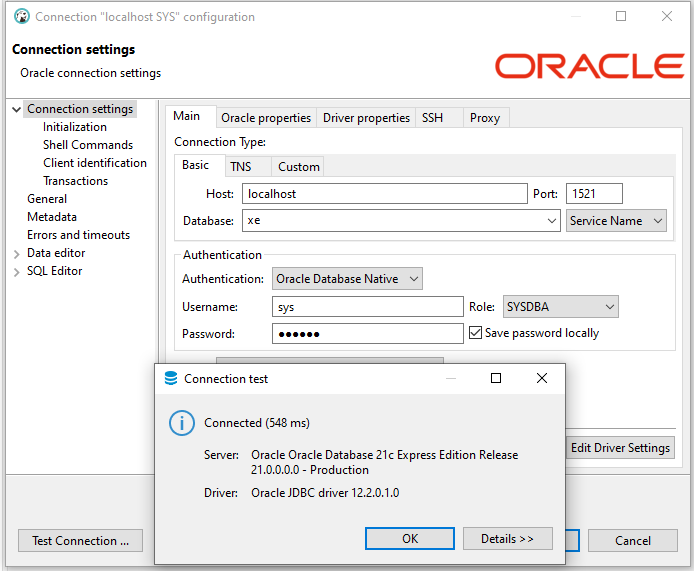 Connection "localhost SYS" configuration
Connection settings
Oracle connection settings
ORACLE
Connection settings
Initialization
Shell Commands
Client identification
Transactions
General
Metadata
Errors and timeouts
Data editor
SQL Editor
Main Oracle properties Driver properties SSH Proxy
Connection Type:
Basic TNS Custom
Host: localhost Port: 1521
Database: xe Service Name
Authentication
Authentication: Oracle Database Native
Username: sys Role: SYSDBA
Password: ●●●●●● Save password locally
Connection test
Connected (548 ms)
Server: Oracle Oracle Database 21c Express Edition Release
21.0.0.0.0 - Production
Driver: Oracle JDBC driver 12.2.0.1.0
OK Details >>
Edit Driver Settings
Test Connection ... Cancel